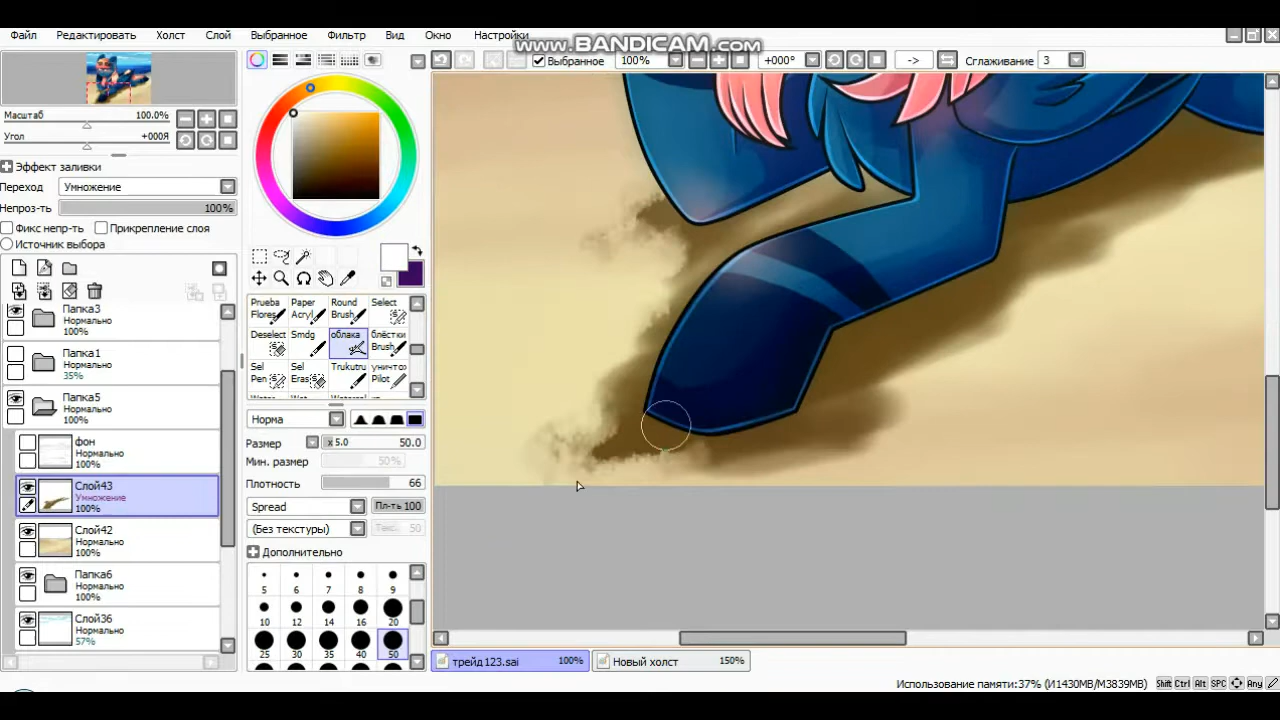 Файл Редактировать Холст Слой Выбранное Фильтр Вид Окно Настройки
www.BANDICAM.com
Выбранное 100% +000° -> Сглаживание 3
Масштаб 100.0%
Угол +000Я
Эффект заливки
Переход Умножение
Непроз-ть 100%
Фикс непр-ть Прикрепление слоя
Источник выбора
Папка3
Нормально
100%
Папка1
Нормально
35%
Папка5
Нормально
100%
фон
Нормально
100%
Слой43
Умножение
100%
Слой42
Нормально
100%
Папка6
Нормально
100%
Слой36
Нормально
57%
Prueba Flores
Paper Acryl
Round Brush
Select
Deselect
Smdg
облака
блёстки Brush
Sel Pen
Sel Eras
Trukutru
уничто Pilot
Норма
Размер x 5.0 50.0
Мин. размер 50%
Плотность 66
Spread Пл-ть 100
(Без текстуры) 50
Дополнительно
5 6 7 8 9
10 12 14 16 20
25 30 35 40 50
трейд123.sai 100% Новый холст 150%
Использование памяти:37% (И1430MB/M3839MB) Shift Ctrl Alt SPC Any